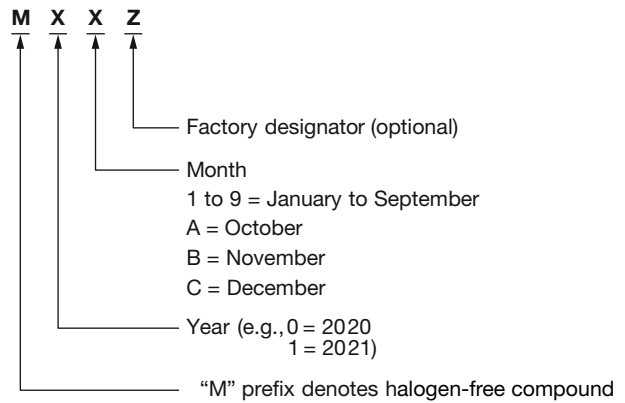 M X X Z
Factory designator (optional)
Month
1 to 9 = January to September
A = October
B = November
C = December
Year (e.g., 0 = 2020
1 = 2021)
“M” prefix denotes halogen-free compound